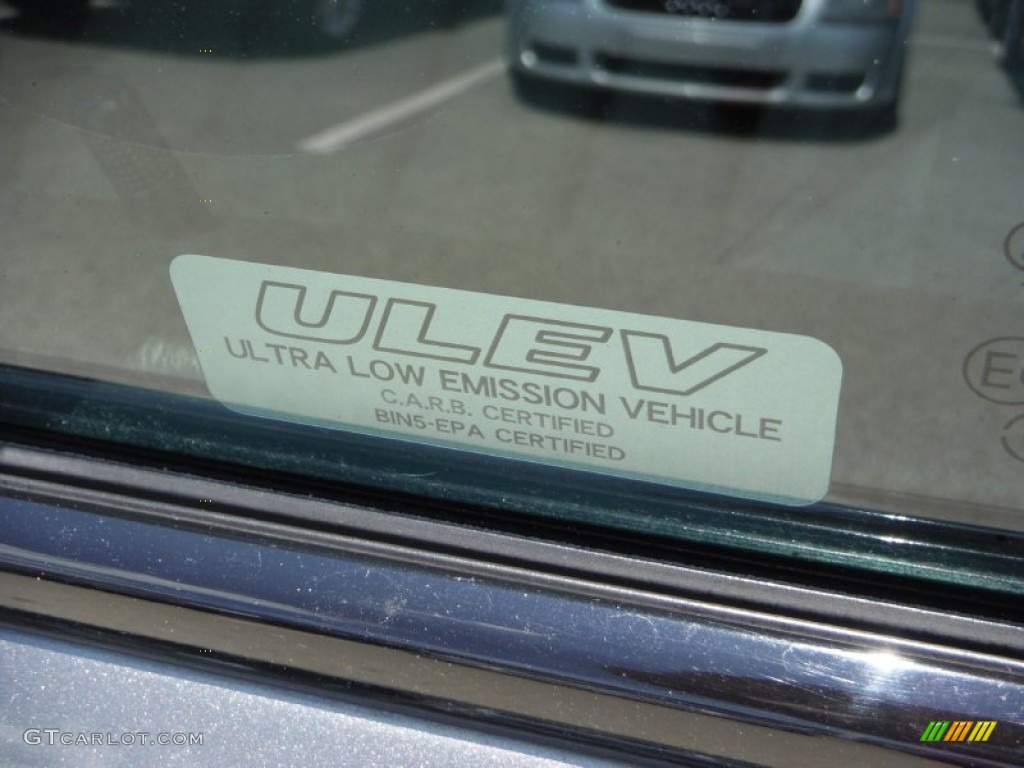 ULEV
ULTRA LOW EMISSION VEHICLE
C.A.R.B. CERTIFIED
BIN5-EPA CERTIFIED
GTCARLOT.COM